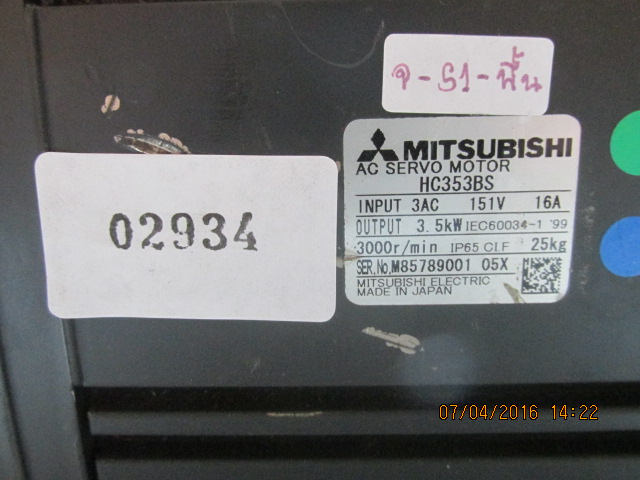 จ-S1-พื้น
02934
MITSUBISHI
AC SERVO MOTOR
HC353BS
INPUT 3AC 151V 16A
OUTPUT 3.5kW IEC60034-1 '99
3000r/min IP65 Cl.F 25kg
SER.No.M85789001 05X
MITSUBISHI ELECTRIC
MADE IN JAPAN
07/04/2016 14:22